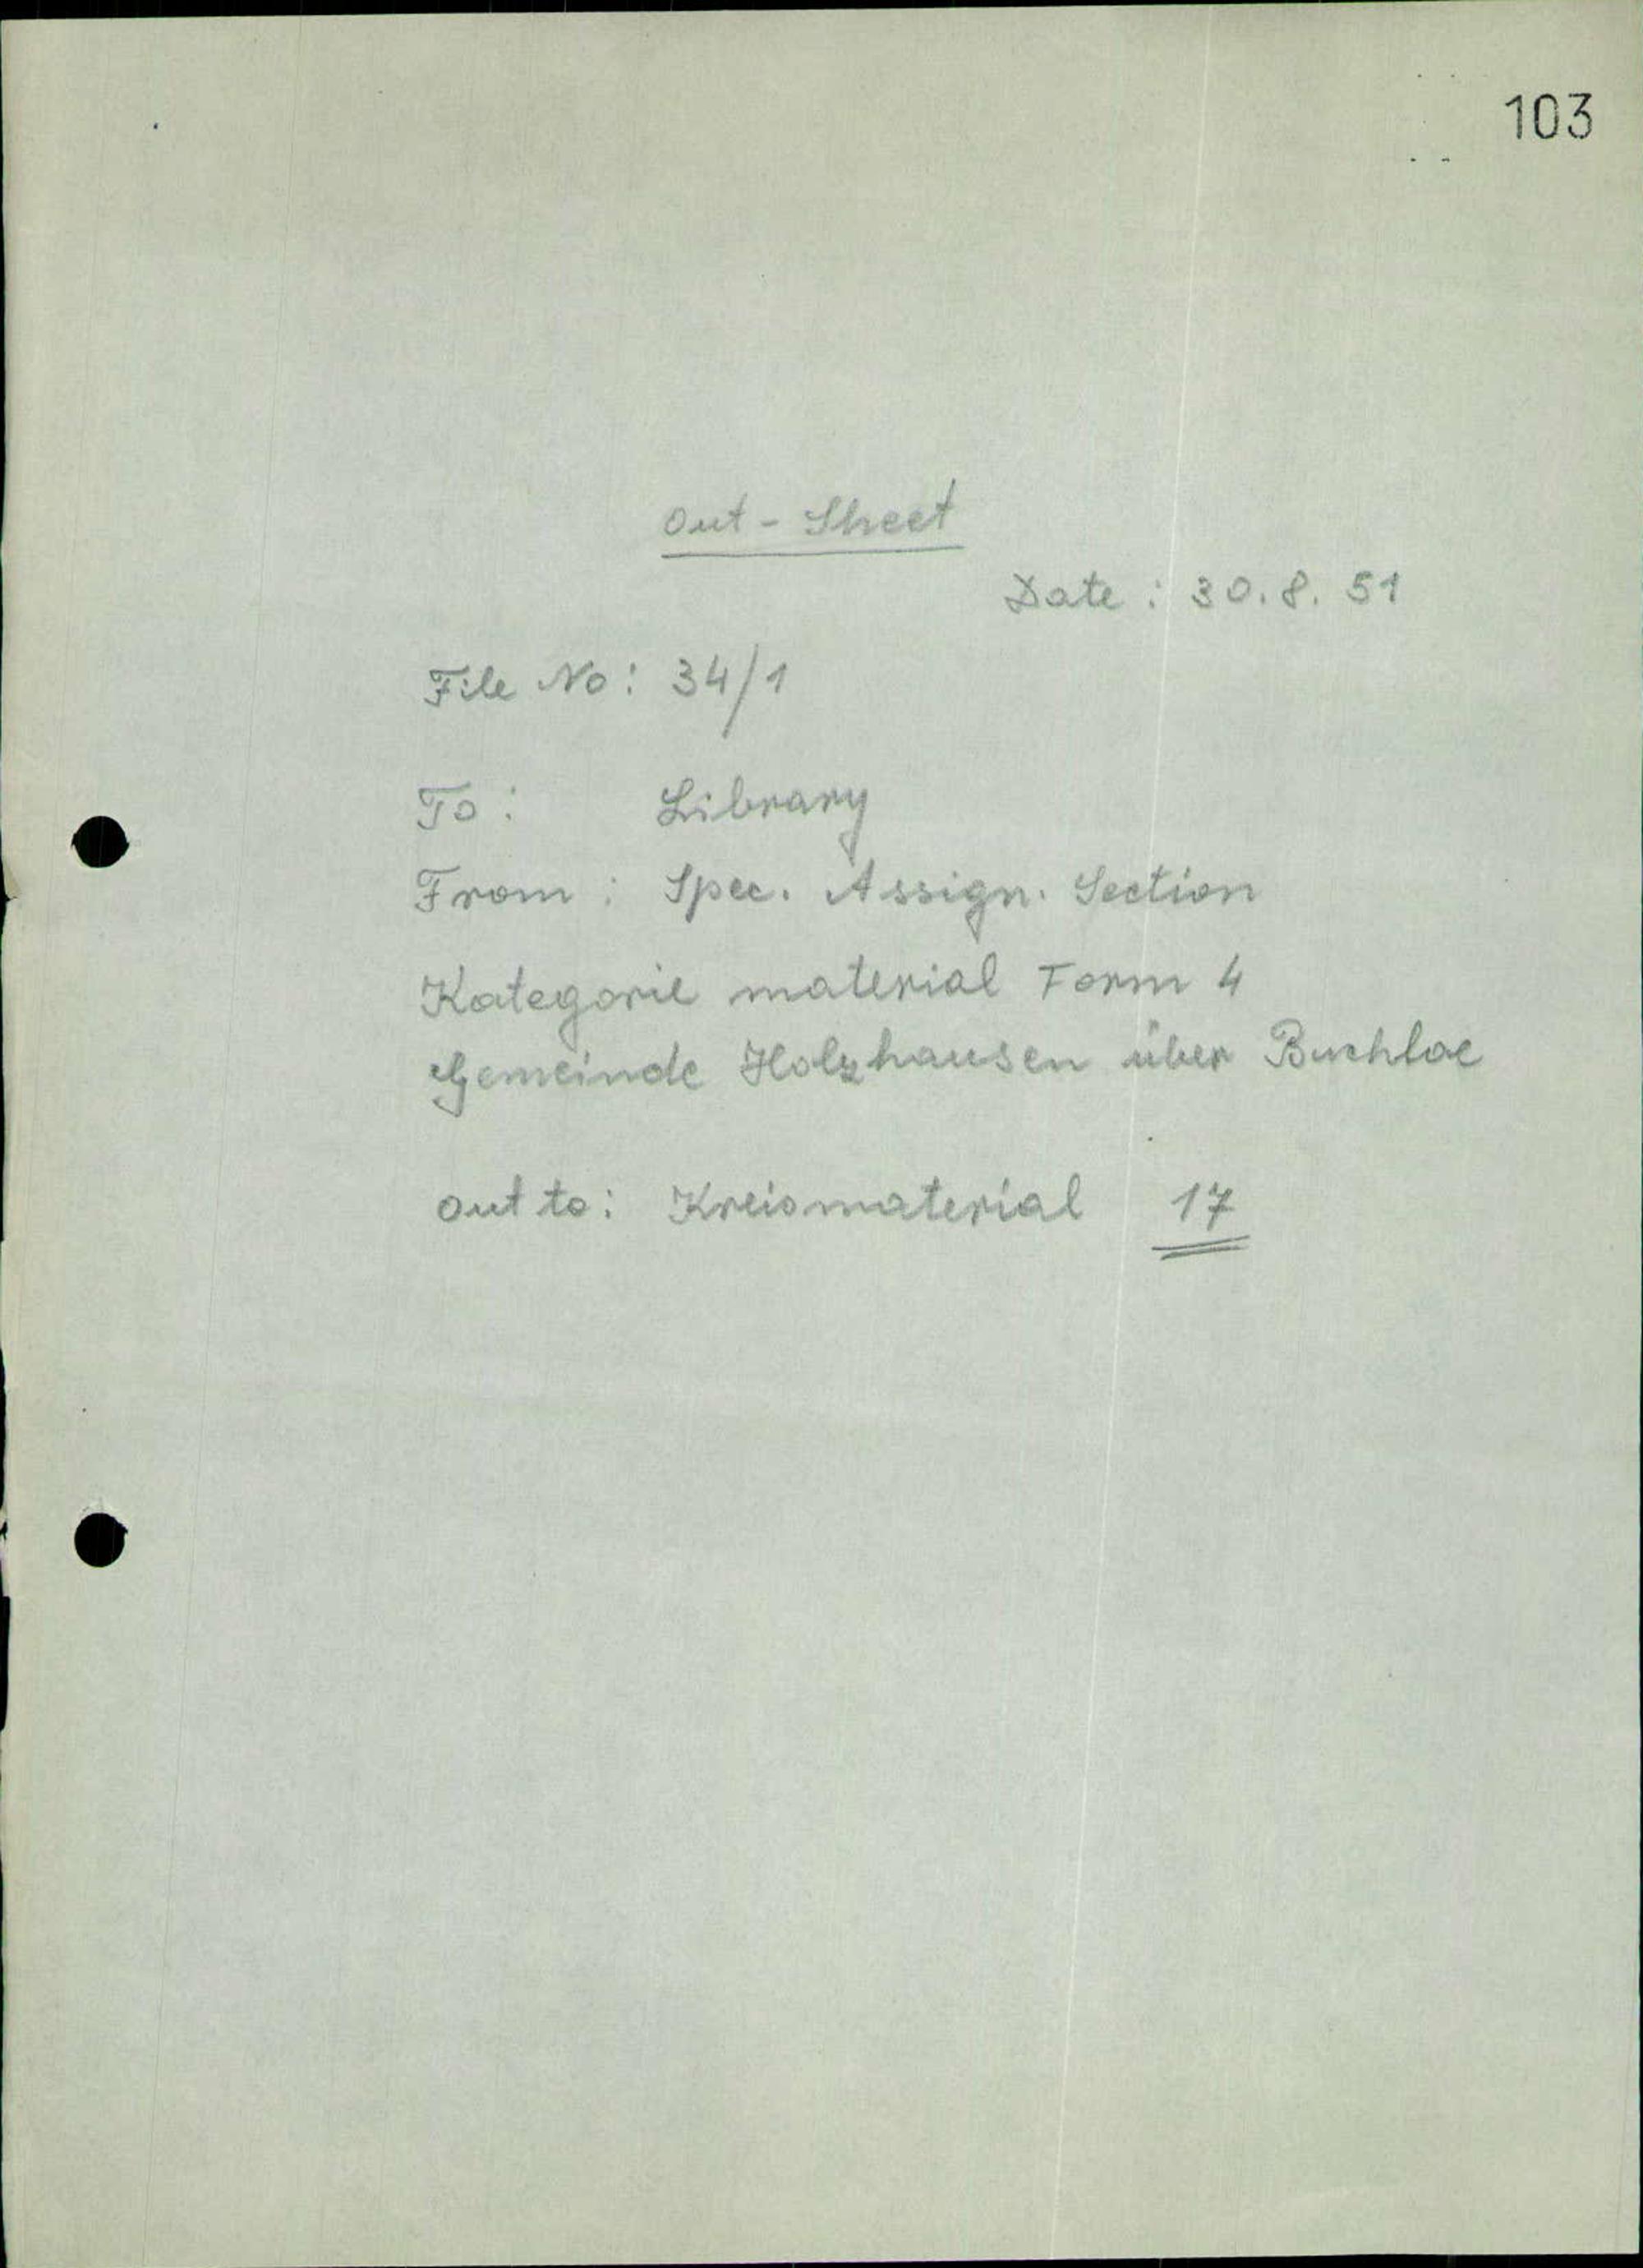 103
Out - Sheet
Date : 30. 8. 51
File No : 34/1
To : Library
From : Spec. Assign. Section
Kategorie material Form 4
Gemeinde Holzhausen über Buchloe
out to : Kreismaterial 17